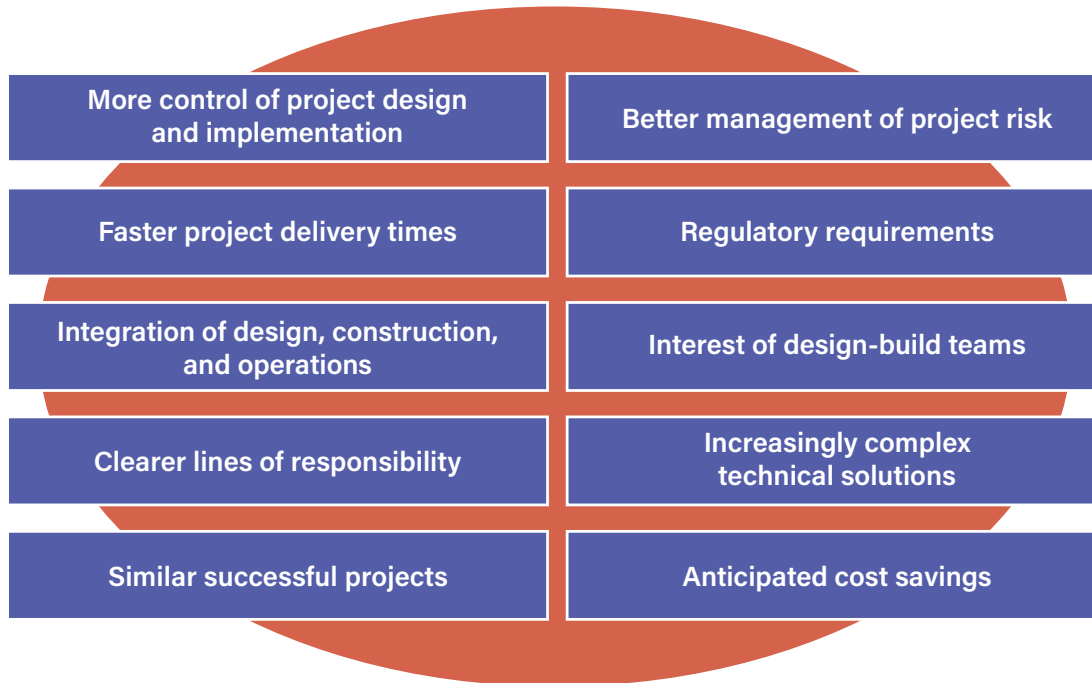 More control of project design
and implementation
Better management of project risk
Faster project delivery times
Regulatory requirements
Integration of design, construction,
and operations
Interest of design-build teams
Clearer lines of responsibility
Increasingly complex
technical solutions
Similar successful projects
Anticipated cost savings